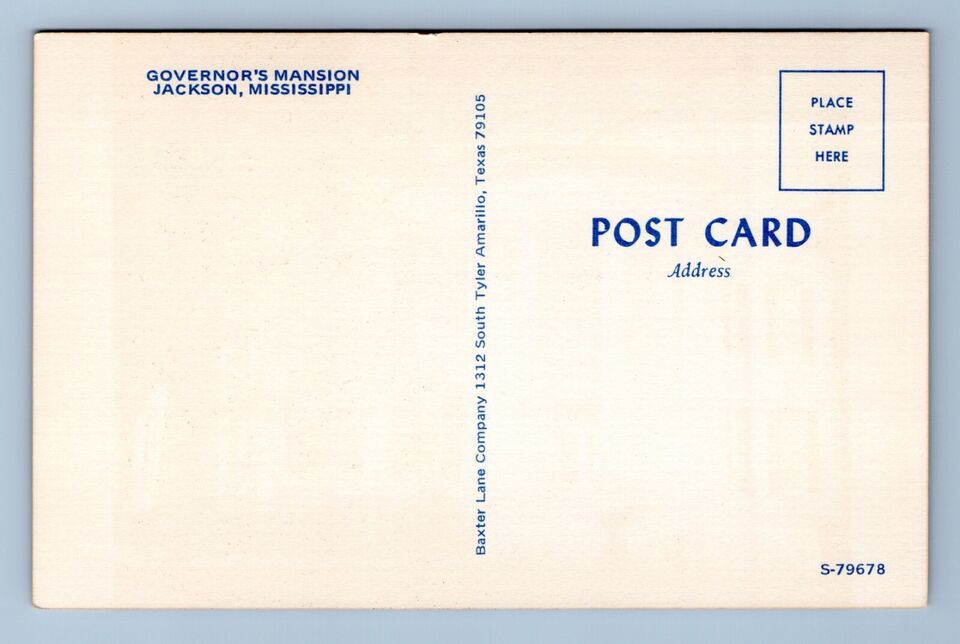 GOVERNOR'S MANSION
JACKSON, MISSISSIPPI
Baxter Lane Company 1312 South Tyler Amarillo, Texas 79105
PLACE
STAMP
HERE
POST CARD
Address
S-79678